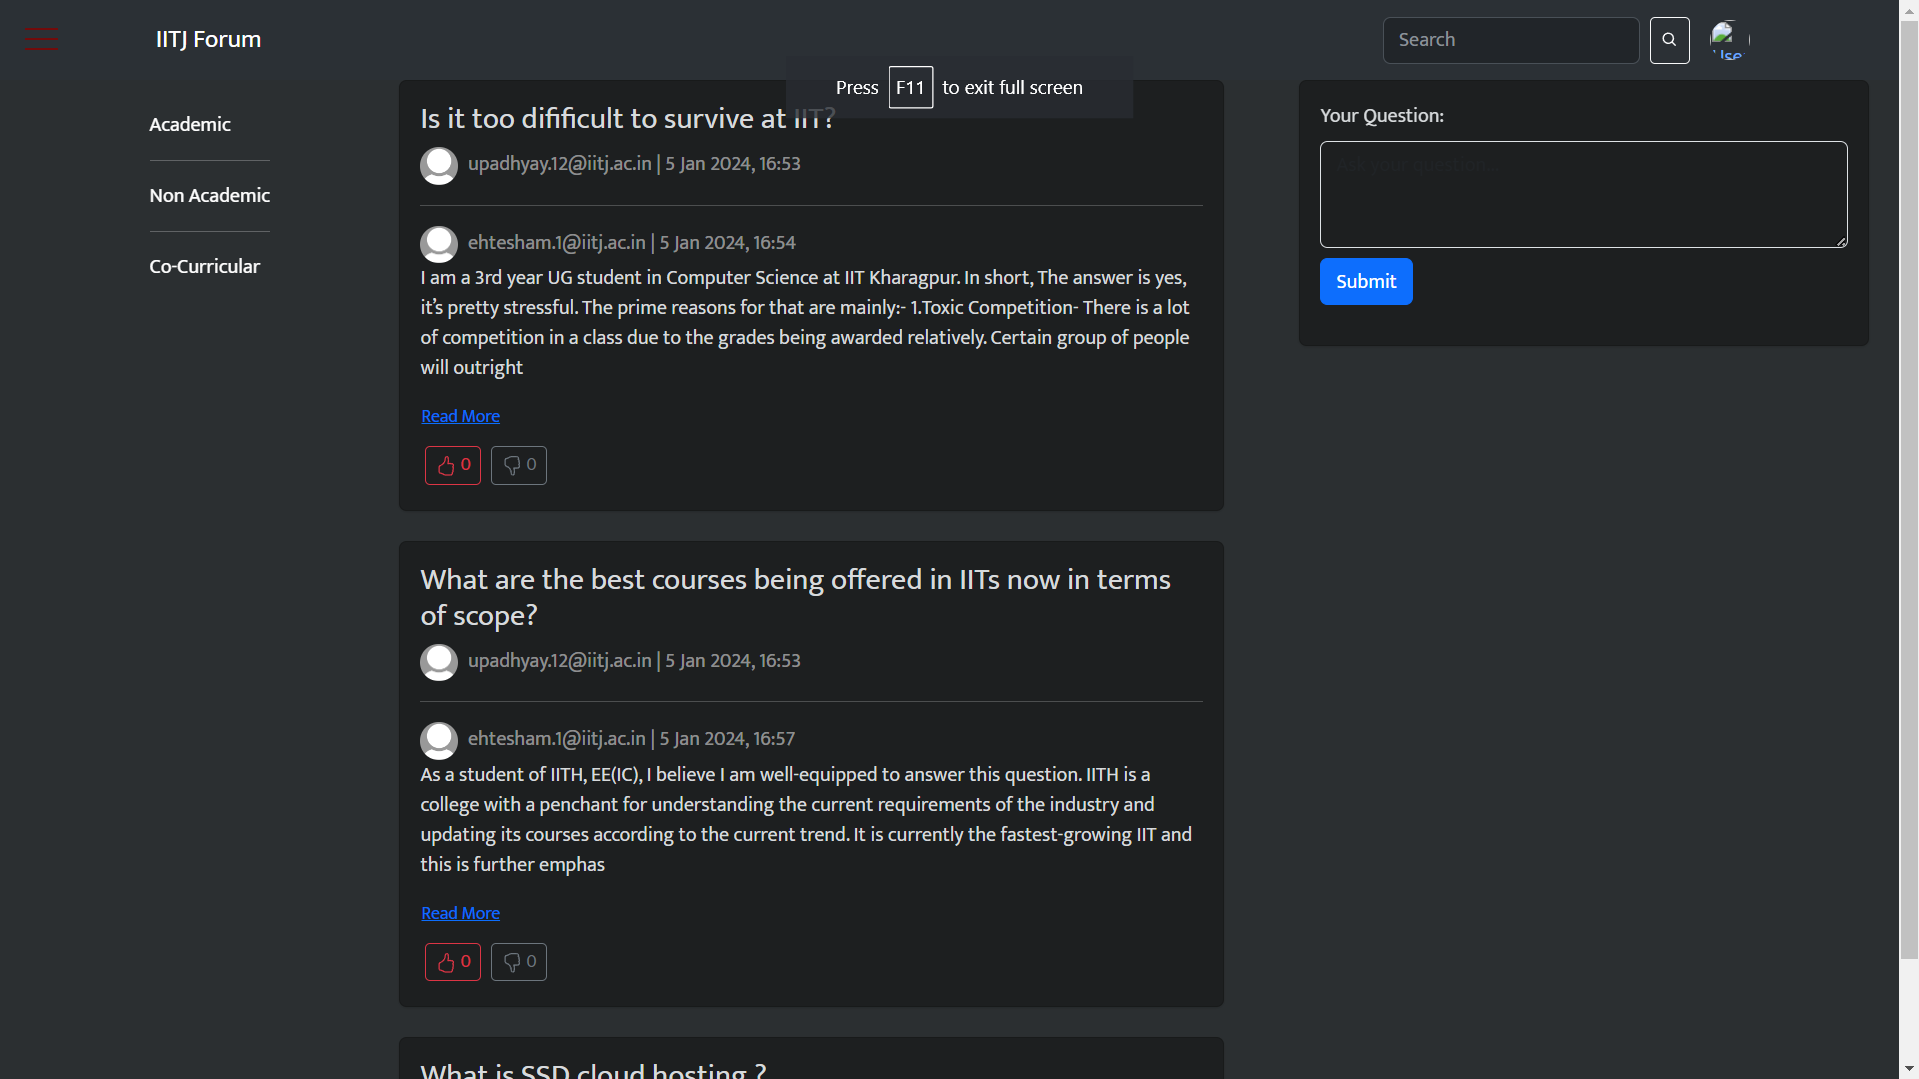 IITJ Forum
Search
Use
Press F11 to exit full screen
Academic
Non Academic
Co-Curricular
Is it too dififficult to survive at IIT?
upadhyay.12@iitj.ac.in | 5 Jan 2024, 16:53
ehtesham.1@iitj.ac.in | 5 Jan 2024, 16:54
I am a 3rd year UG student in Computer Science at IIT Kharagpur. In short, The answer is yes,
it’s pretty stressful. The prime reasons for that are mainly:- 1.Toxic Competition- There is a lot
of competition in a class due to the grades being awarded relatively. Certain group of people
will outright
Read More
0 0
What are the best courses being offered in IITs now in terms
of scope?
upadhyay.12@iitj.ac.in | 5 Jan 2024, 16:53
ehtesham.1@iitj.ac.in | 5 Jan 2024, 16:57
As a student of IITH, EE(IC), I believe I am well-equipped to answer this question. IITH is a
college with a penchant for understanding the current requirements of the industry and
updating its courses according to the current trend. It is currently the fastest-growing IIT and
this is further emphas
Read More
0 0
What is SSD cloud hosting ?
Your Question:
Submit